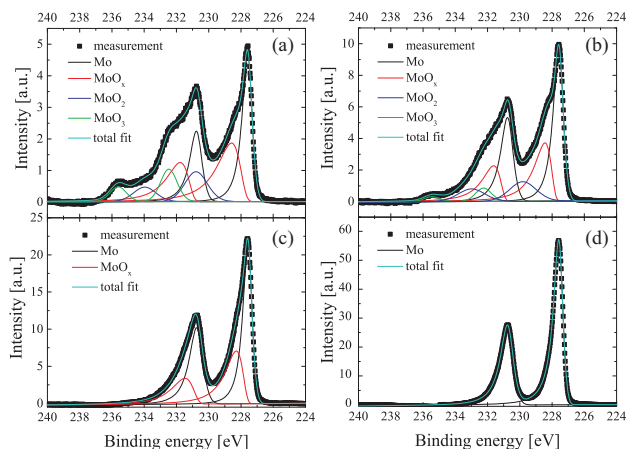 240 238 236 234 232 230 228 226 224
240 238 236 234 232 230 228 226 224
5
4
3
2
1
0
Intensity [a.u.]
measurement
Mo
MoOx
MoO2
MoO3
total fit
(a)
10
8
6
4
2
0
Intensity [a.u.]
measurement
Mo
MoOx
MoO2
MoO3
total fit
(b)
25
20
15
10
5
0
Intensity [a.u.]
measurement
Mo
MoOx
total fit
(c)
60
50
40
30
20
10
0
Intensity [a.u.]
measurement
Mo
total fit
(d)
240 238 236 234 232 230 228 226 224
Binding energy [eV]
240 238 236 234 232 230 228 226 224
Binding energy [eV]